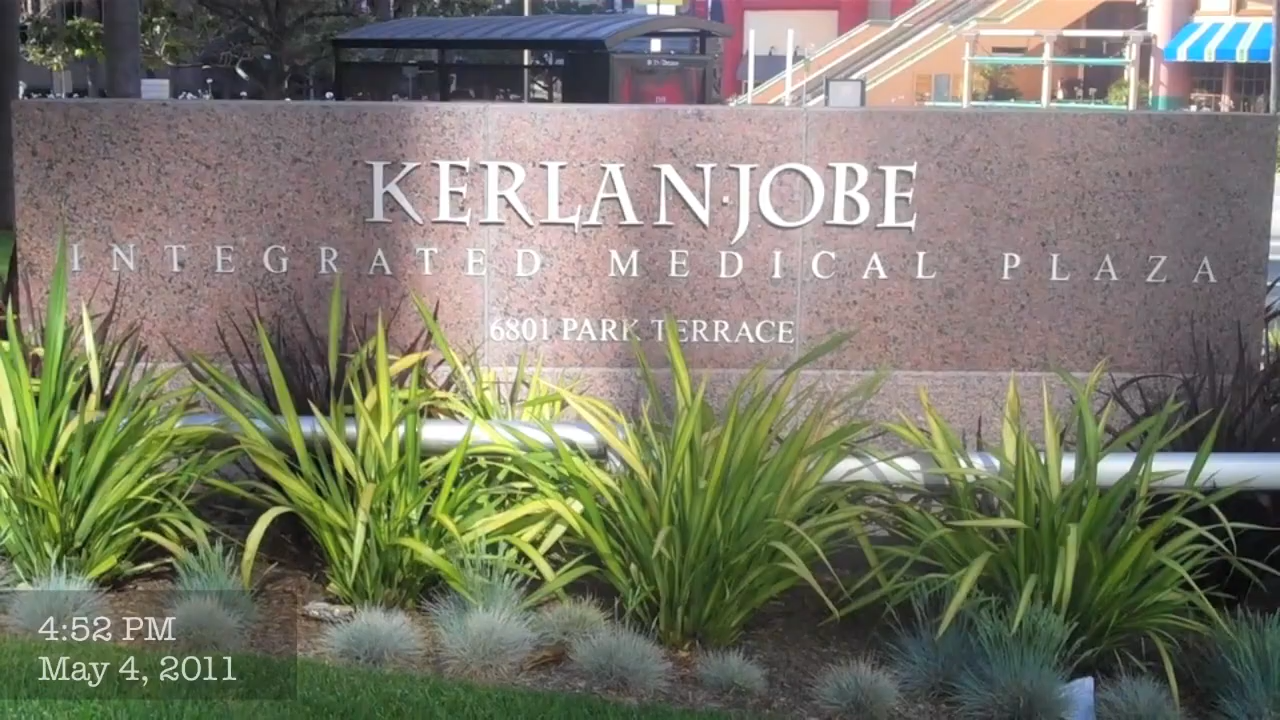 KERLAN·JOBE
INTEGRATED MEDICAL PLAZA
6801 PARK TERRACE
4:52 PM
May 4, 2011